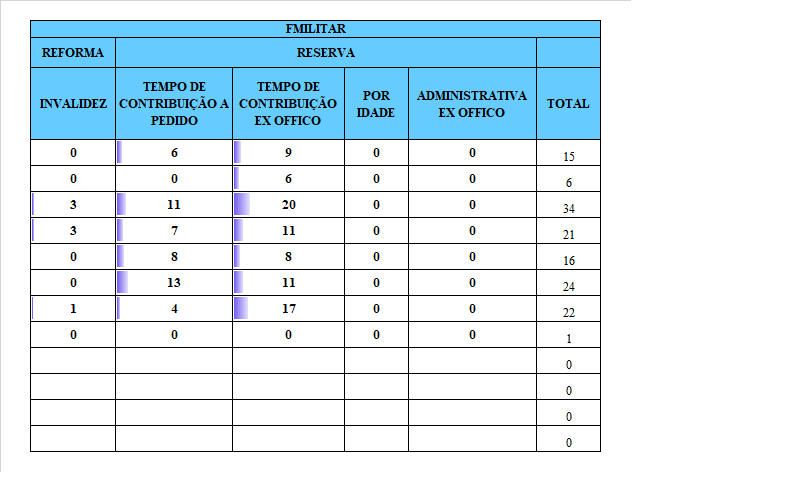 FMILITAR
REFORMA RESERVA
INVALIDEZ TEMPO DE CONTRIBUIÇÃO A PEDIDO TEMPO DE CONTRIBUIÇÃO EX OFFICO POR IDADE ADMINISTRATIVA EX OFFICO TOTAL
0 6 9 0 0 15
0 0 6 0 0 6
3 11 20 0 0 34
3 7 11 0 0 21
0 8 8 0 0 16
0 13 11 0 0 24
1 4 17 0 0 22
0 0 0 0 0 1
0
0
0
0